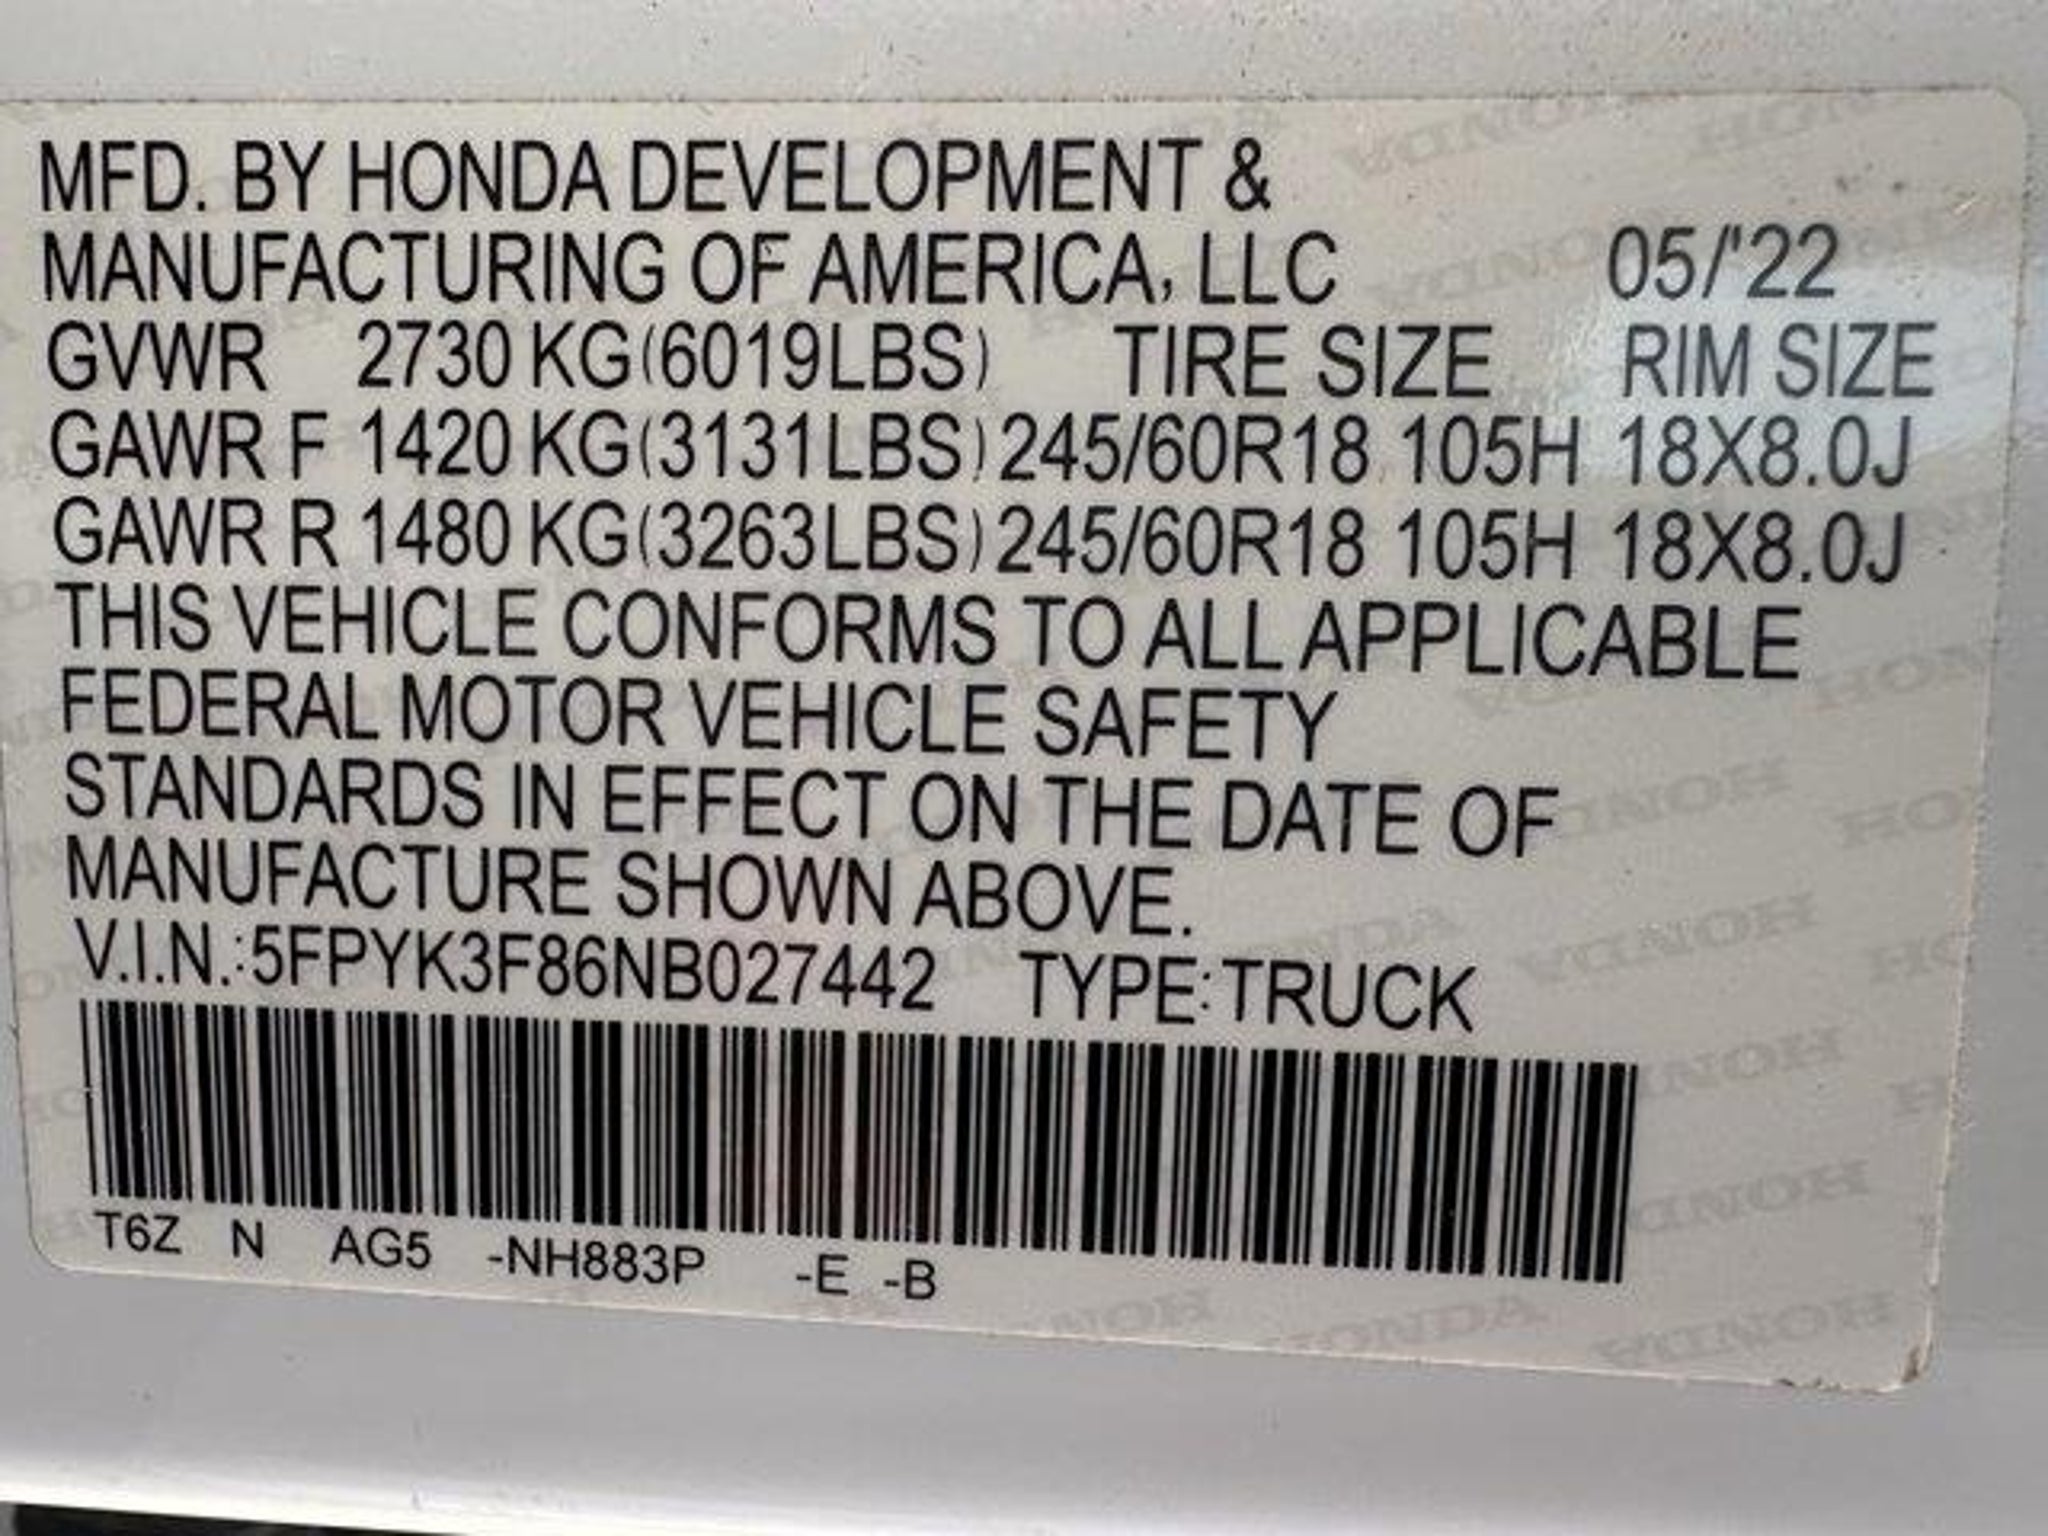 MFD. BY HONDA DEVELOPMENT &
MANUFACTURING OF AMERICA, LLC 05/'22
GVWR 2730 KG(6019LBS) TIRE SIZE RIM SIZE
GAWR F 1420 KG(3131LBS) 245/60R18 105H 18X8.0J
GAWR R 1480 KG(3263LBS) 245/60R18 105H 18X8.0J
THIS VEHICLE CONFORMS TO ALL APPLICABLE
FEDERAL MOTOR VEHICLE SAFETY
STANDARDS IN EFFECT ON THE DATE OF
MANUFACTURE SHOWN ABOVE.
V.I.N.:5FPYK3F86NB027442 TYPE:TRUCK
T6Z N AG5 -NH883P -E -B